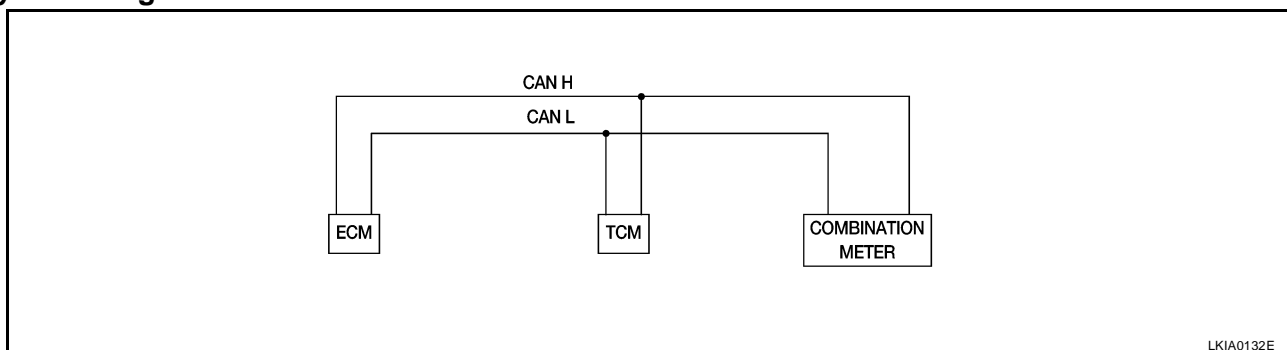 CAN H
CAN L
ECM
TCM
COMBINATION
METER
LKIA0132E